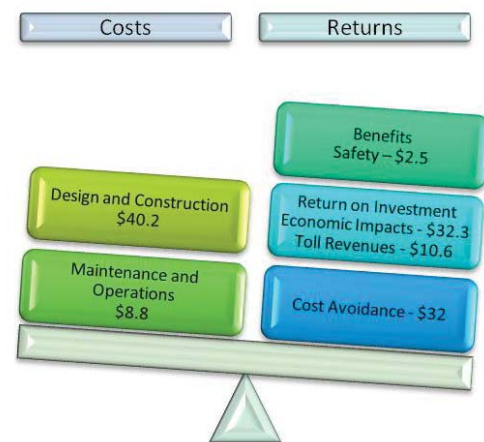 Costs
Returns
Design and Construction
$40.2
Maintenance and
Operations
$8.8
Benefits
Safety – $2.5
Return on Investment
Economic Impacts - $32.3
Toll Revenues - $10.6
Cost Avoidance - $32